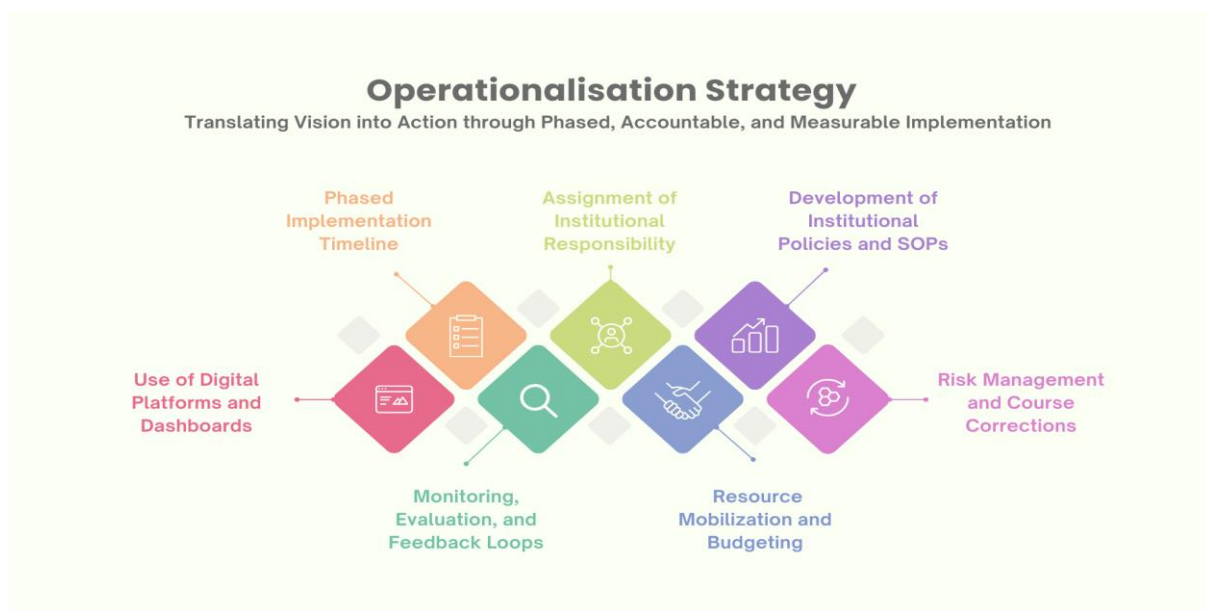 Operationalisation Strategy
Translating Vision into Action through Phased, Accountable, and Measurable Implementation
Phased
Implementation
Timeline
Assignment of
Institutional
Responsibility
Development of
Institutional
Policies and SOPs
Use of Digital
Platforms and
Dashboards
Risk Management
and Course
Corrections
Monitoring,
Evaluation, and
Feedback Loops
Resource
Mobilization and
Budgeting